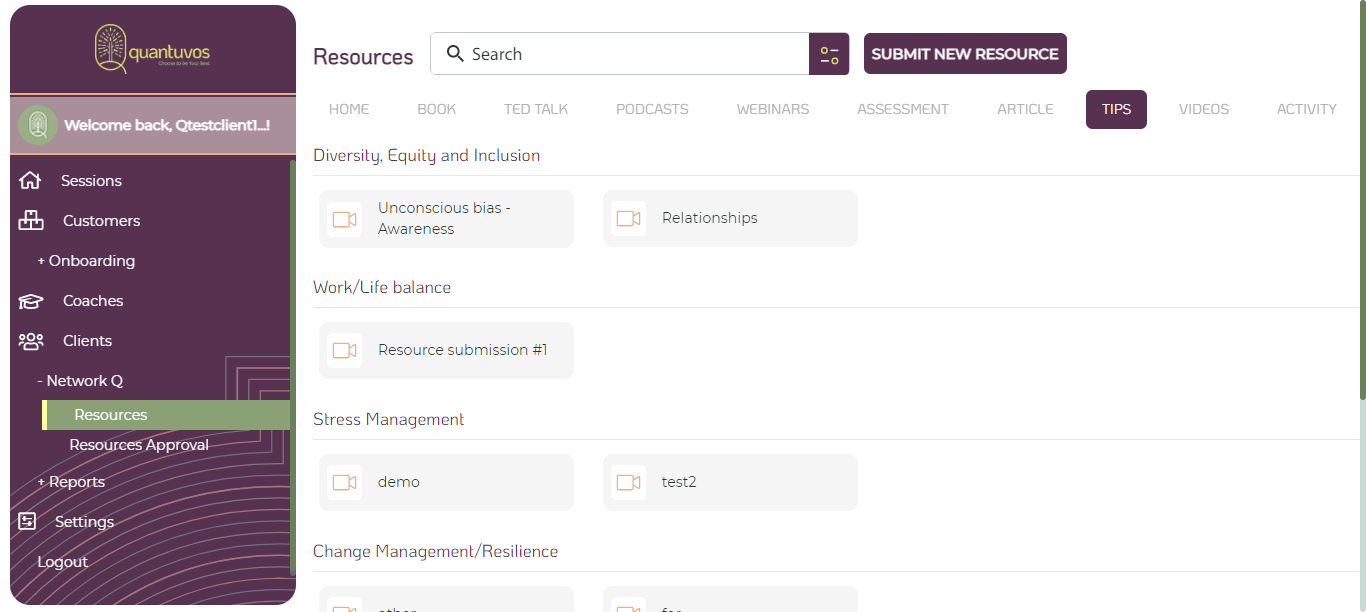 quantuvos
Choose to be Your Best
Welcome back, Qtestclient1...!
Sessions
Customers
+ Onboarding
Coaches
Clients
- Network Q
Resources
Resources Approval
+ Reports
Settings
Logout
Resources
Search
SUBMIT NEW RESOURCE
HOME BOOK TED TALK PODCASTS WEBINARS ASSESSMENT ARTICLE TIPS VIDEOS ACTIVITY
Diversity, Equity and Inclusion
Unconscious bias -
Awareness
Relationships
Work/Life balance
Resource submission #1
Stress Management
demo
test2
Change Management/Resilience